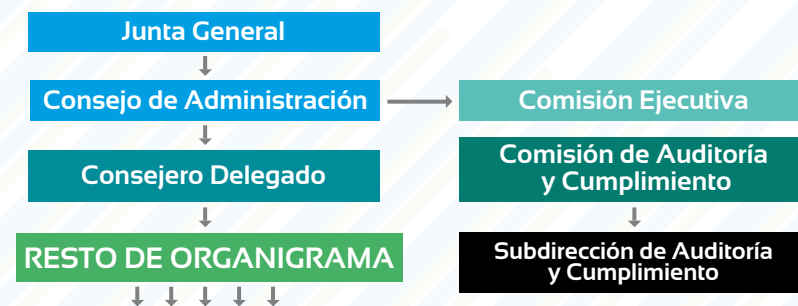 Junta General
Consejo de Administración
Comisión Ejecutiva
Consejero Delegado
Comisión de Auditoría
y Cumplimiento
RESTO DE ORGANIGRAMA
Subdirección de Auditoría
y Cumplimiento